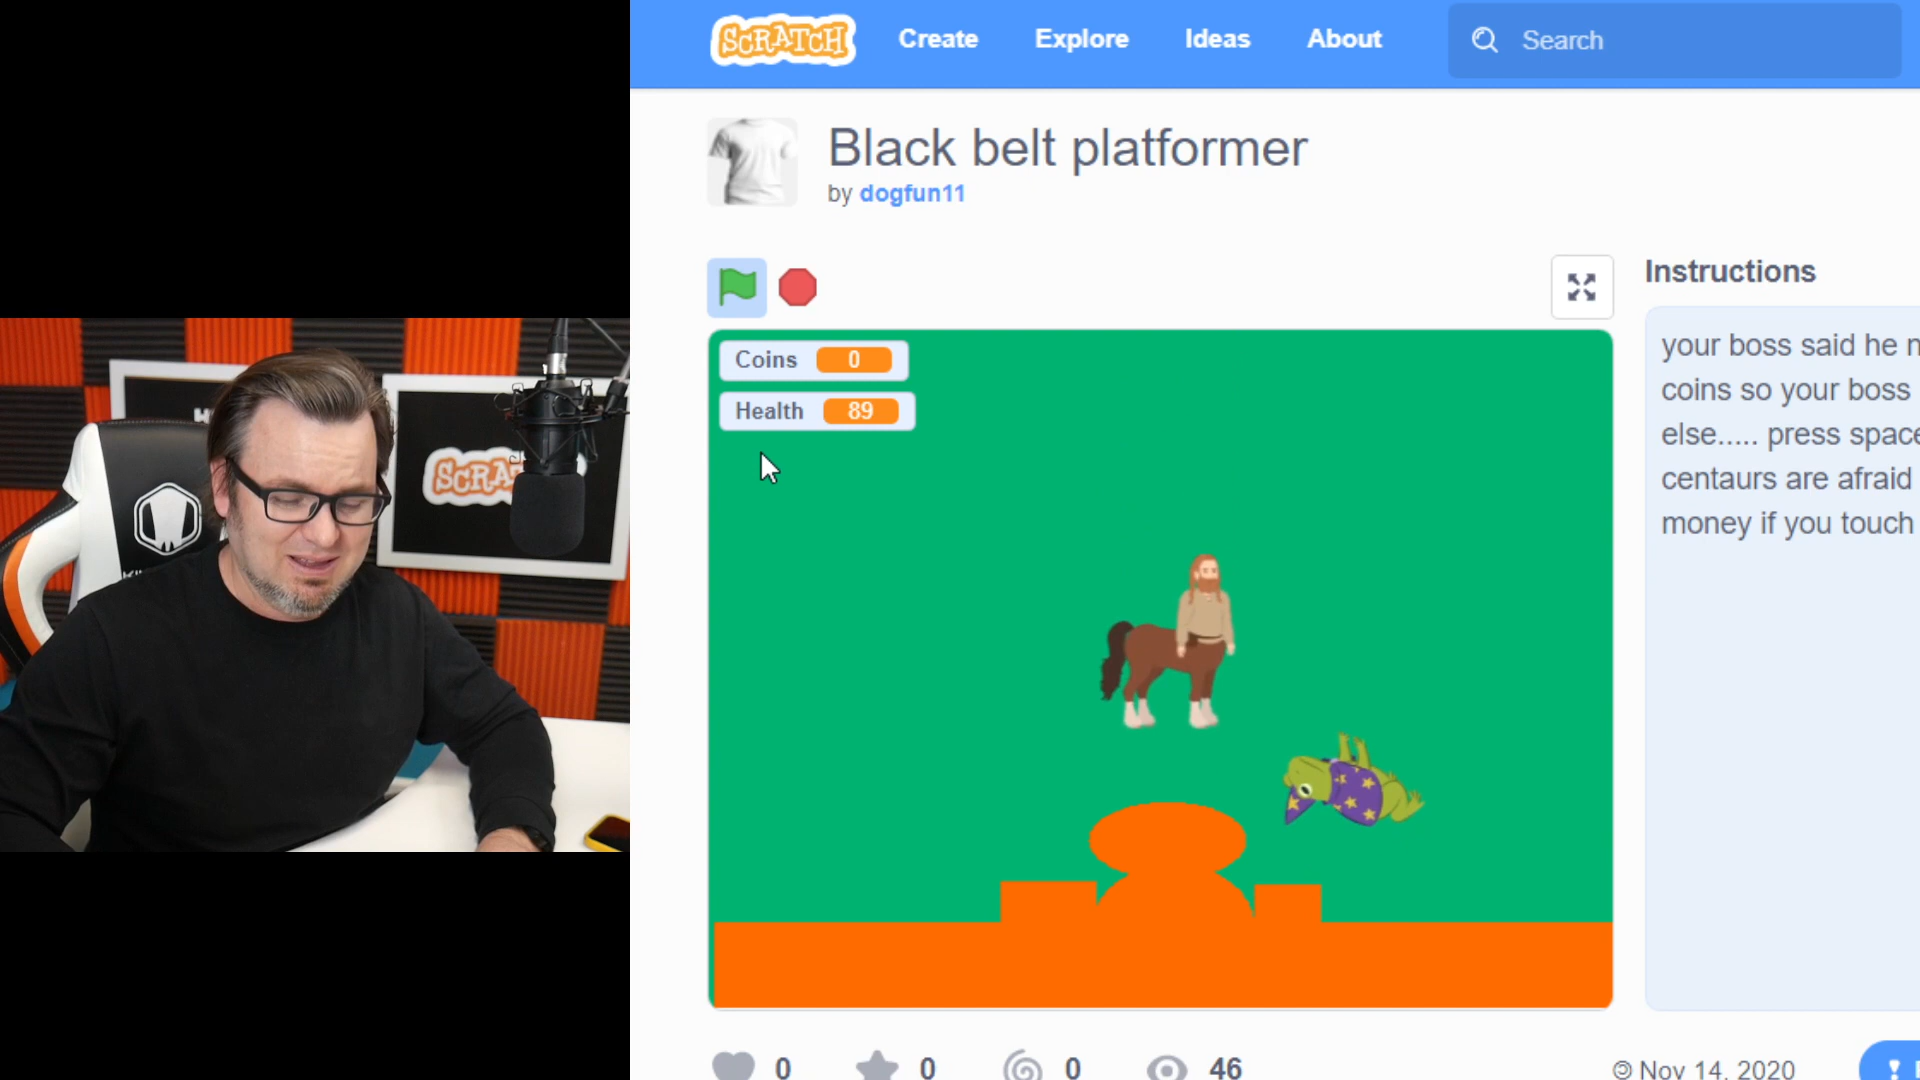 SCRATCH Create Explore Ideas About Search
Black belt platformer
by dogfun11
Coins 0
Health 89
Instructions
your boss said he
coins so your boss
else..... press space
centaurs are afraid
money if you touch
SCRA
0 0 0 46
Nov 14, 2020